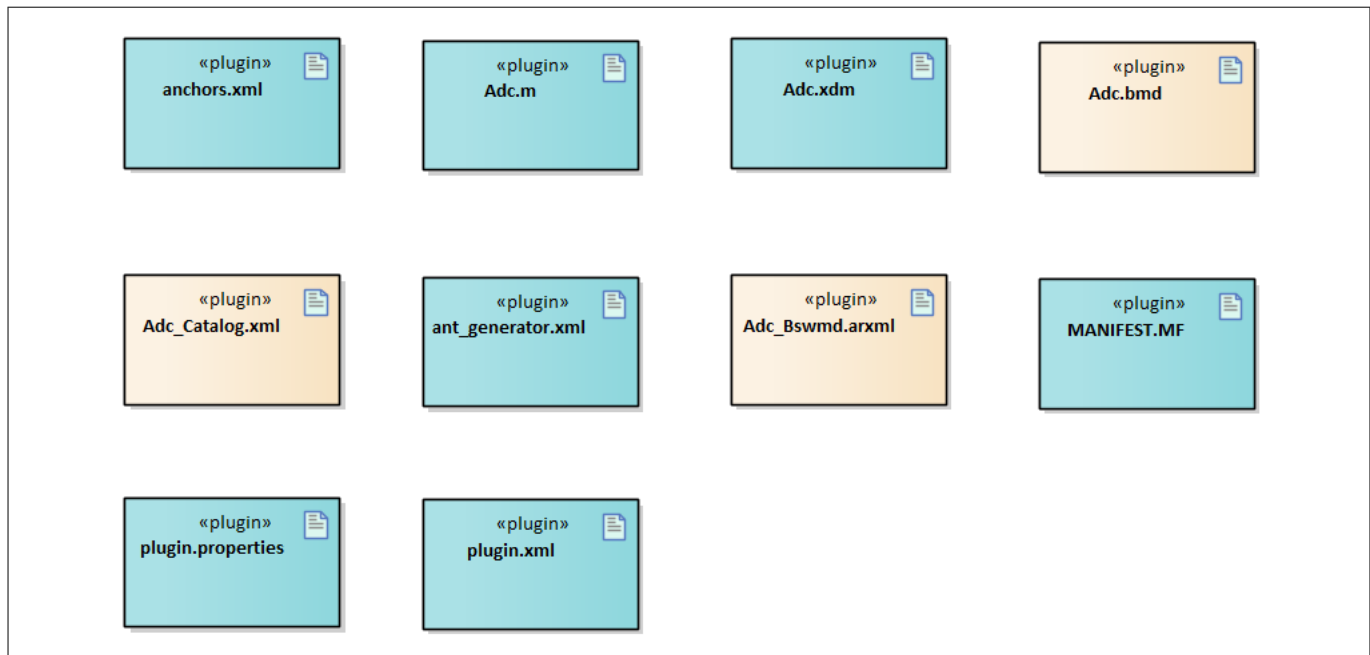 «plugin»
anchors.xml
«plugin»
Adc.m
«plugin»
Adc.xdm
«plugin»
Adc.bmd
«plugin»
Adc_Catalog.xml
«plugin»
ant_generator.xml
«plugin»
Adc_Bswmd.arxml
«plugin»
MANIFEST.MF
«plugin»
plugin.properties
«plugin»
plugin.xml